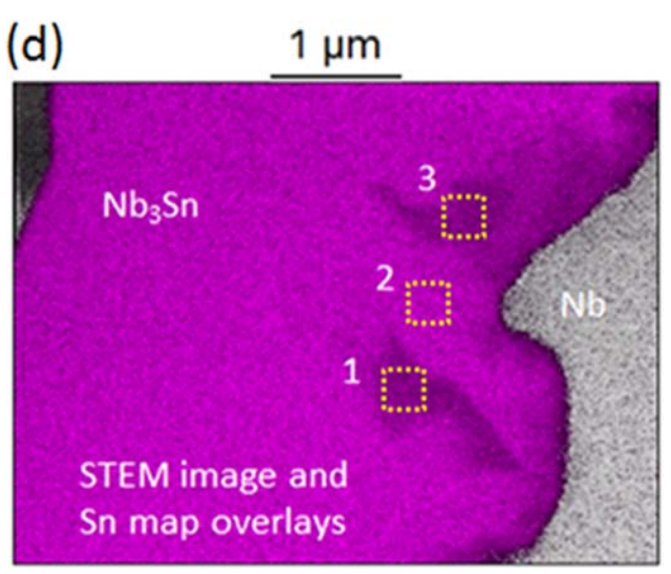 (d)
1 μm
3
Nb₃Sn
2
Nb
1
STEM image and
Sn map overlays